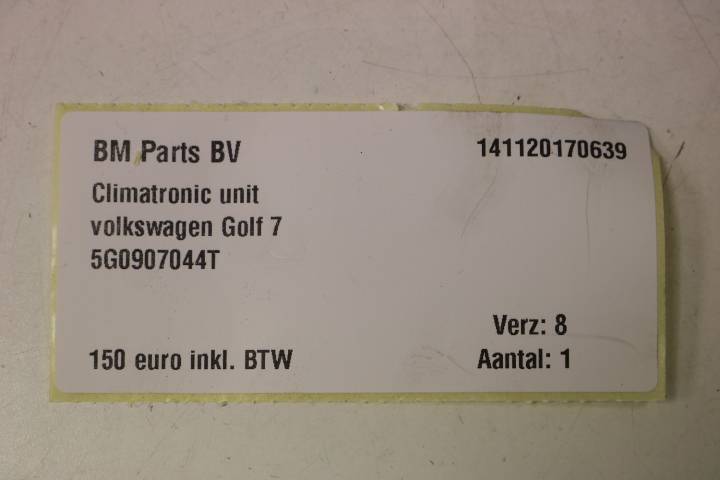 BM Parts BV 141120170639
Climatronic unit
volkswagen Golf 7
5G0907044T
Verz: 8
150 euro inkl. BTW Aantal: 1